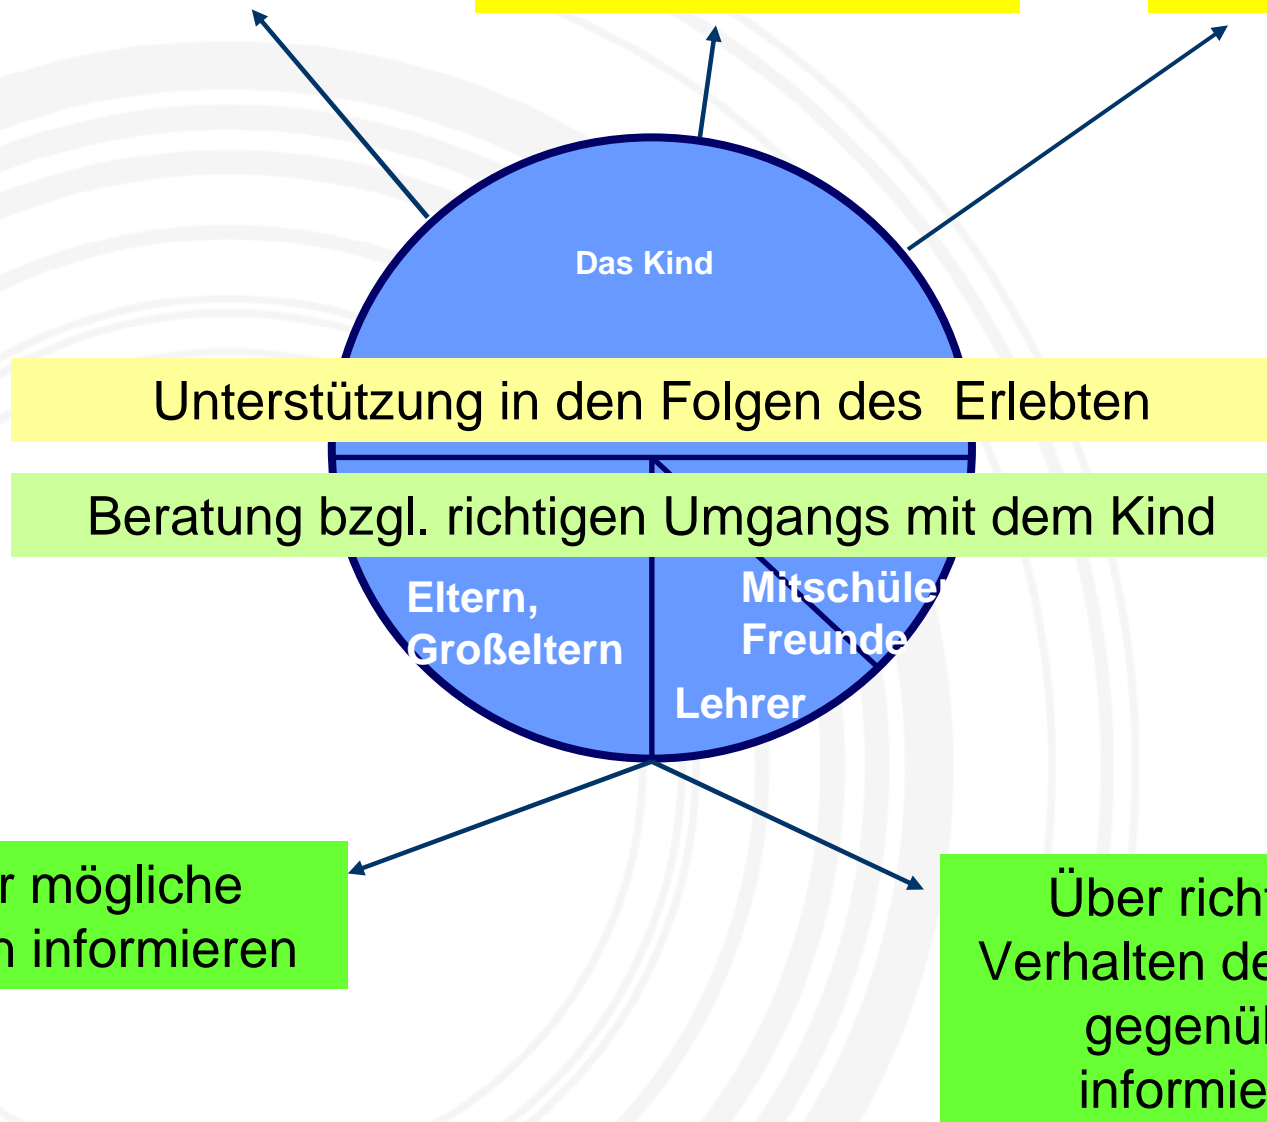 Das Kind
Unterstützung in den Folgen des Erlebten
Beratung bzgl. richtigen Umgangs mit dem Kind
Eltern,
Großeltern
Freunde
Lehrer
mögliche
informieren
Über
Verhalten